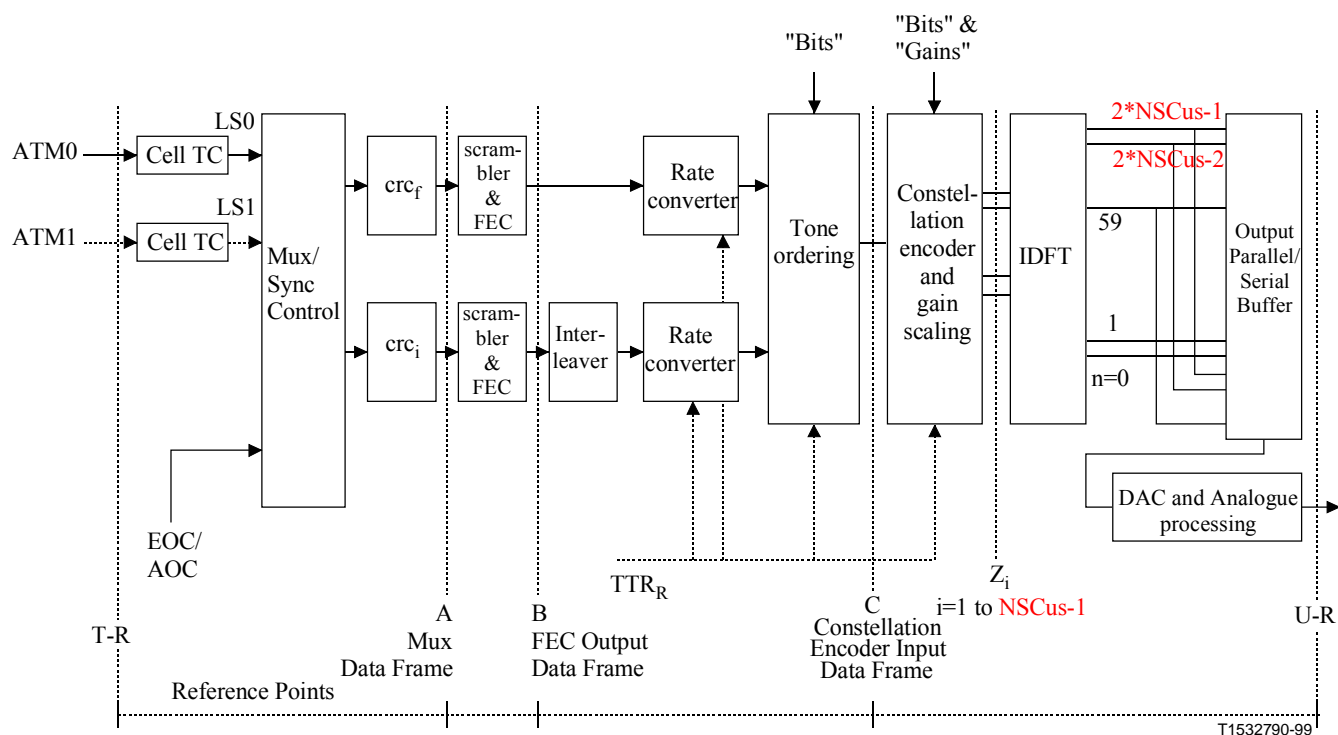 "Bits"
"Bits" &
"Gains"
LS0
ATM0
Cell TC
LS1
ATM1
Cell TC
Mux/
Sync
Control
crcf
scram-
bler
&
FEC
Rate
converter
crci
scram-
bler
&
FEC
Inter-
leaver
Rate
converter
Tone
ordering
Constel-
lation
encoder
and
gain
scaling
IDFT
2*NSCus-1
2*NSCus-2
59
1
n=0
Output
Parallel/
Serial
Buffer
DAC and Analogue
processing
EOC/
AOC
TTRR
Zi
i=1 to NSCus-1
T-R
A
Mux
Data Frame
B
FEC Output
Data Frame
C
Constellation
Encoder Input
Data Frame
U-R
Reference Points
T1532790-99